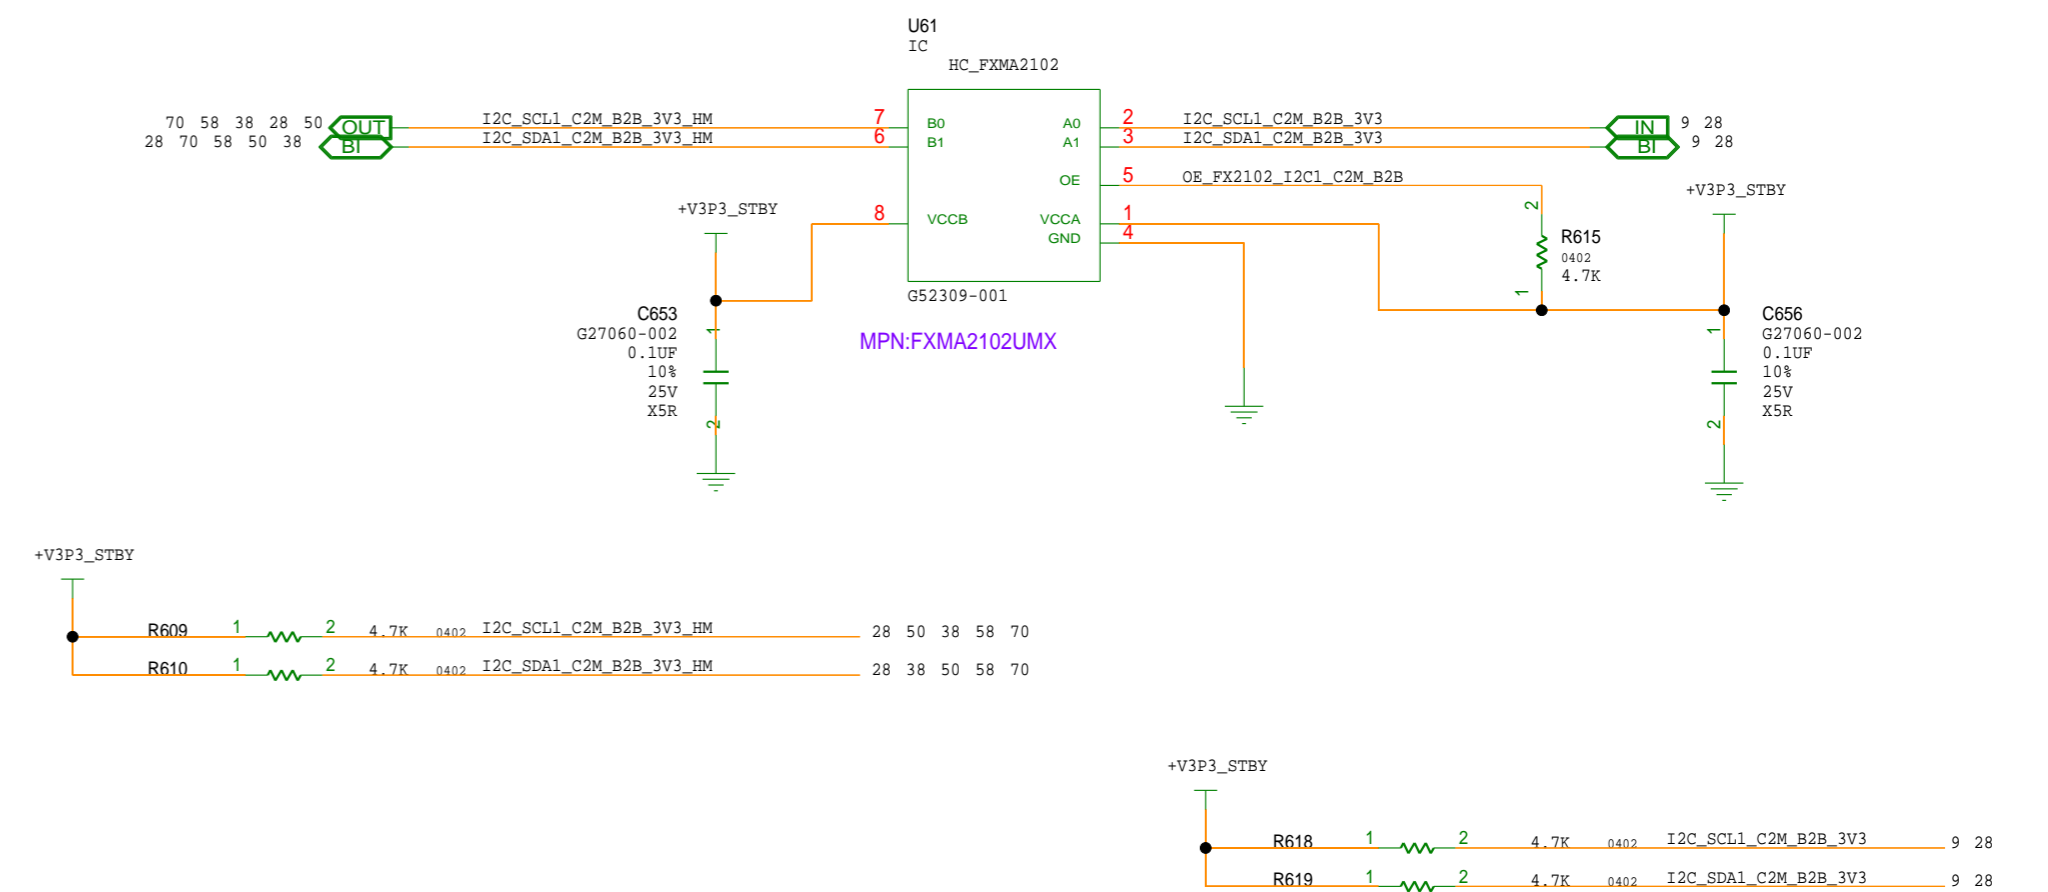 U61
IC
HC_FXMA2102
70 58 38 28 50 OUT I2C_SCL1_C2M_B2B_3V3_HM 7 B0 A0 2 I2C_SCL1_C2M_B2B_3V3 IN 9 28
28 70 58 50 38 BI I2C_SDA1_C2M_B2B_3V3_HM 6 B1 A1 3 I2C_SDA1_C2M_B2B_3V3 BI 9 28
OE 5 OE_FX2102_I2C1_C2M_B2B
+V3P3_STBY
+V3P3_STBY
8 VCCB VCCA 1
GND 4
2
R615
0402
4.7K
1
G52309-001
MPN:FXMA2102UMX
C653
G27060-002
0.1UF
10%
25V
X5R
1
2
C656
G27060-002
0.1UF
10%
25V
X5R
1
2
+V3P3_STBY
R609 1 2 4.7K 0402 I2C_SCL1_C2M_B2B_3V3_HM 28 50 38 58 70
R610 1 2 4.7K 0402 I2C_SDA1_C2M_B2B_3V3_HM 28 38 50 58 70
+V3P3_STBY
R618 1 2 4.7K 0402 I2C_SCL1_C2M_B2B_3V3 9 28
R619 1 2 4.7K 0402 I2C_SDA1_C2M_B2B_3V3 9 28